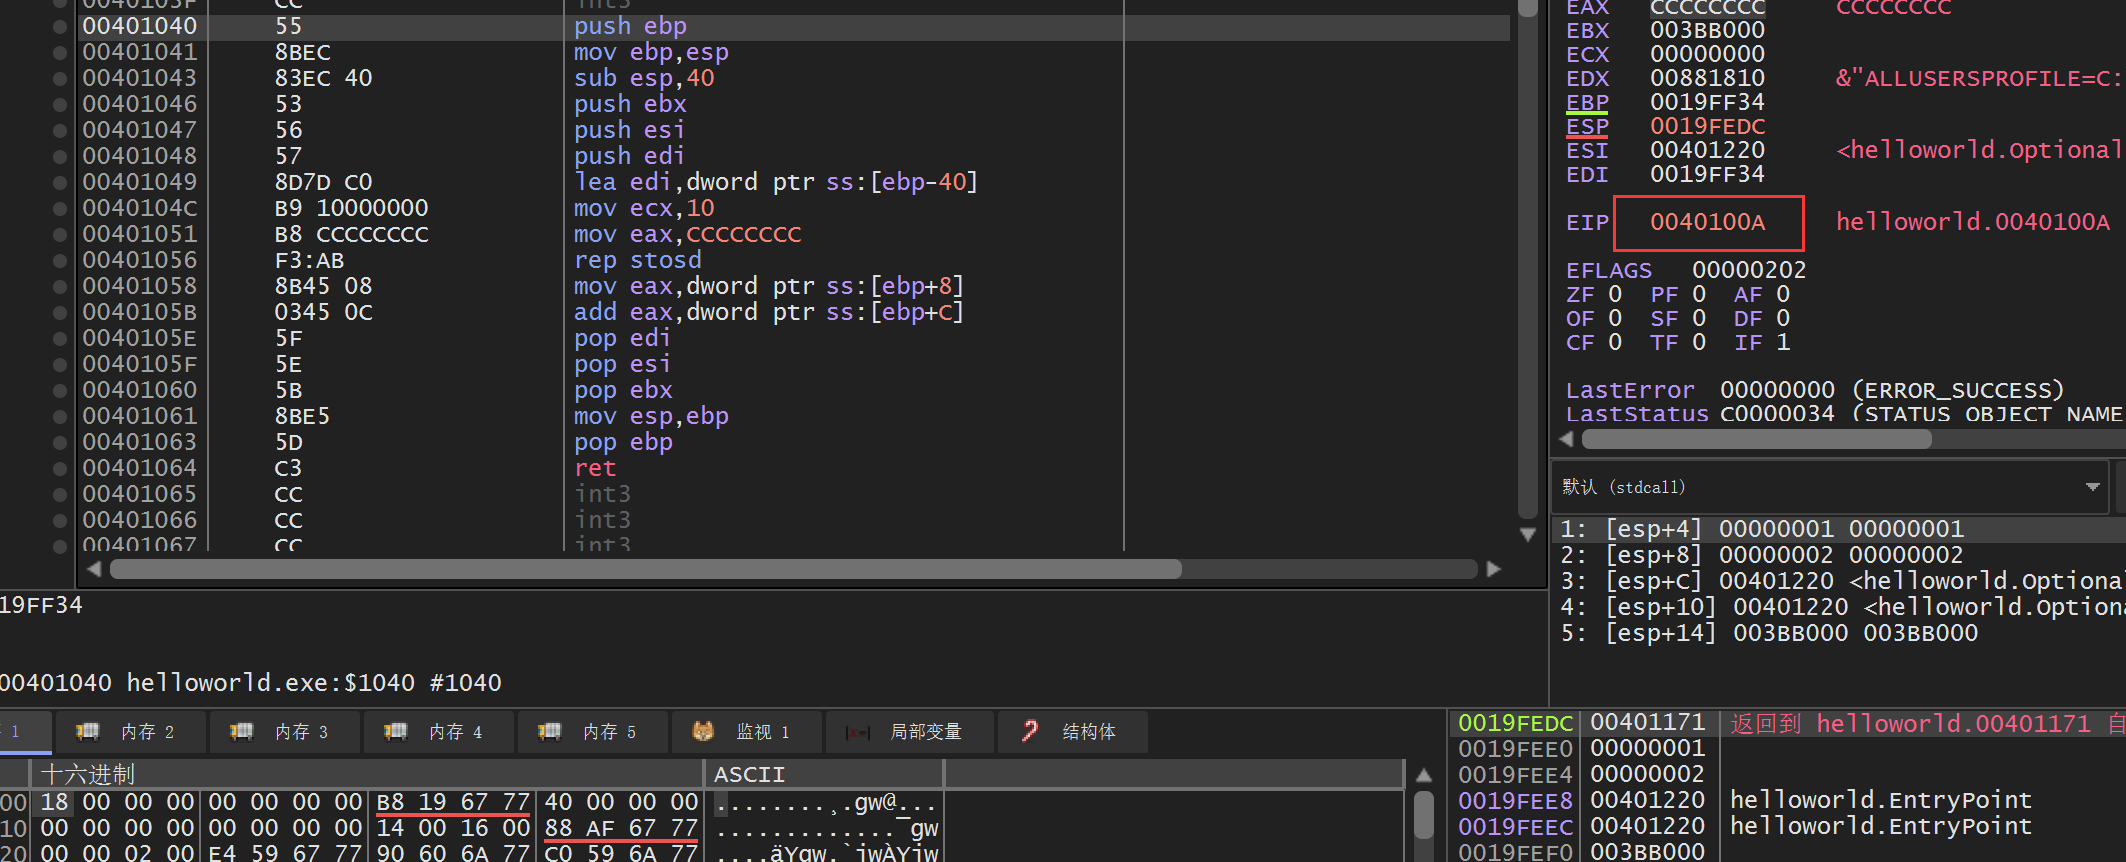 0040103F CC int3
00401040 55 push ebp
00401041 8BEC mov ebp,esp
00401043 83EC 40 sub esp,40
00401046 53 push ebx
00401047 56 push esi
00401048 57 push edi
00401049 8D7D C0 lea edi,dword ptr ss:[ebp-40]
0040104C B9 10000000 mov ecx,10
00401051 B8 CCCCCCCC mov eax,CCCCCCCC
00401056 F3:AB rep stosd
00401058 8B45 08 mov eax,dword ptr ss:[ebp+8]
0040105B 0345 0C add eax,dword ptr ss:[ebp+C]
0040105E 5F pop edi
0040105F 5E pop esi
00401060 5B pop ebx
00401061 8BE5 mov esp,ebp
00401063 5D pop ebp
00401064 C3 ret
00401065 CC int3
00401066 CC int3
00401067 CC int3
EAX CCCCCCCC CCCCCCCC
EBX 003BB000
ECX 00000000
EDX 00881810 &"ALLUSERSPROFILE=C:
EBP 0019FF34
ESP 0019FEDC
ESI 00401220 <helloworld.Optional
EDI 0019FF34
EIP 0040100A helloworld.0040100A
EFLAGS 00000202
ZF 0 PF 0 AF 0
OF 0 SF 0 DF 0
CF 0 TF 0 IF 1
LastError 00000000 (ERROR_SUCCESS)
LastStatus C0000034 (STATUS_OBJECT_NAME
默认 (stdcall)
1: [esp+4] 00000001 00000001
2: [esp+8] 00000002 00000002
3: [esp+C] 00401220 <helloworld.Optiona
4: [esp+10] 00401220 <helloworld.Option
5: [esp+14] 003BB000 003BB000
19FF34
00401040 helloworld.exe:$1040 #1040
1 内存 2 内存 3 内存 4 内存 5 监视 1 局部变量 结构体
十六进制 ASCII
00 18 00 00 00 00 00 00 00 B8 19 67 77 40 00 00 00 ........¸.gw@...
10 00 00 00 00 00 00 00 00 14 00 16 00 88 AF 67 77 .............¯gw
20 00 00 02 00 E4 59 67 77 90 60 6A 77 C0 59 6A 77 ....äYgw.`jwÀYjw
0019FEDC 00401171 返回到 helloworld.00401171 自
0019FEE0 00000001
0019FEE4 00000002
0019FEE8 00401220 helloworld.EntryPoint
0019FEEC 00401220 helloworld.EntryPoint
0019FEF0 003BB000